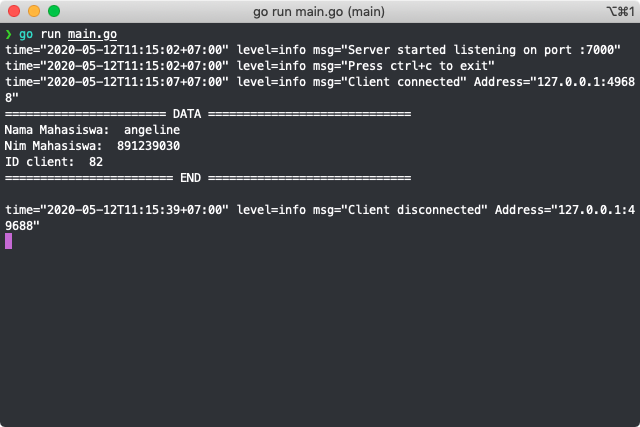 go run main.go (main)
⌥⌘1
❯ go run main.go
time="2020-05-12T11:15:02+07:00" level=info msg="Server started listening on port :7000"
time="2020-05-12T11:15:02+07:00" level=info msg="Press ctrl+c to exit"
time="2020-05-12T11:15:07+07:00" level=info msg="Client connected" Address="127.0.0.1:4968
8"
======================= DATA =============================
Nama Mahasiswa:  angeline
Nim Mahasiswa:  891239030
ID client:  82
======================== END =============================
time="2020-05-12T11:15:39+07:00" level=info msg="Client disconnected" Address="127.0.0.1:4
9688"